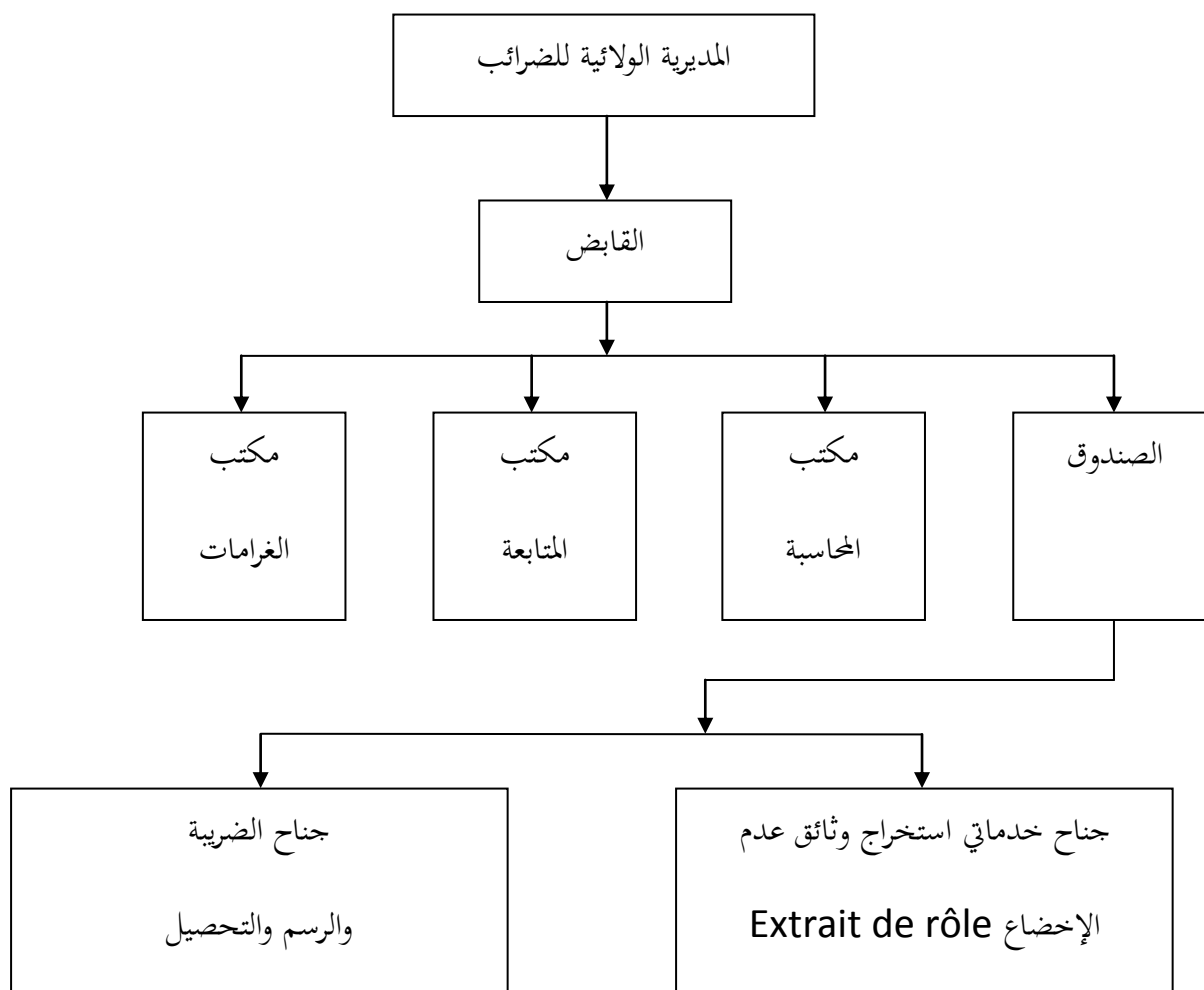 المديرية الولائية للضرائب
القابض
الصندوق
مكتب
المحاسبة
مكتب
المتابعة
مكتب
الغرامات
جناح خدماتي استخراج وثائق عدم
الإخضاع Extrait de rôle
جناح الضريبة
والرسم والتحصيل